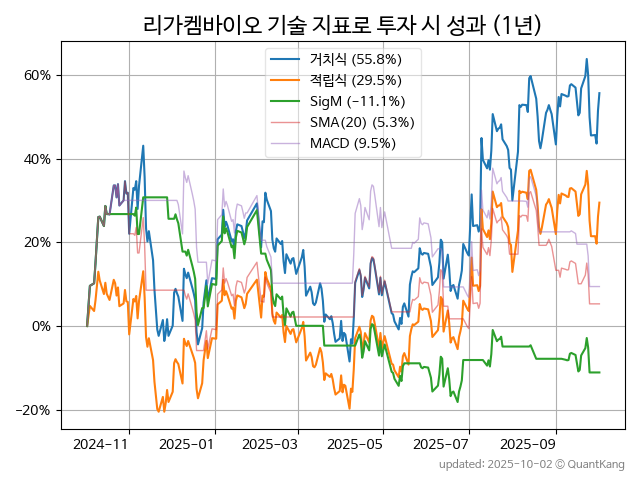 리가켐바이오 기술 지표로 투자 시 성과 (1년)
거치식 (55.8%)
적립식 (29.5%)
SigM (−11.1%)
SMA(20) (5.3%)
MACD (9.5%)
60%
40%
20%
0%
−20%
2024-11
2025-01
2025-03
2025-05
2025-07
2025-09
updated: 2025-10-02 © QuantKang